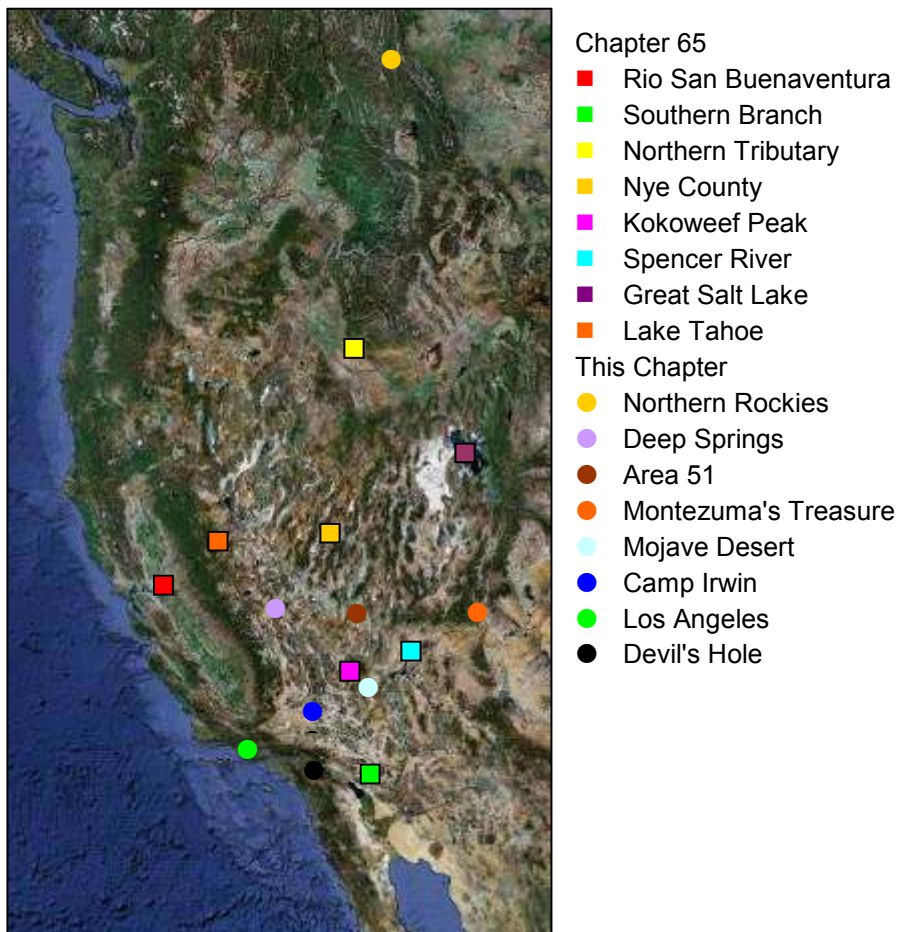 Chapter 65
Rio San Buenaventura
Southern Branch
Northern Tributary
Nye County
Kokoweef Peak
Spencer River
Great Salt Lake
Lake Tahoe
This Chapter
Northern Rockies
Deep Springs
Area 51
Montezuma's Treasure
Mojave Desert
Camp Irwin
Los Angeles
Devil's Hole